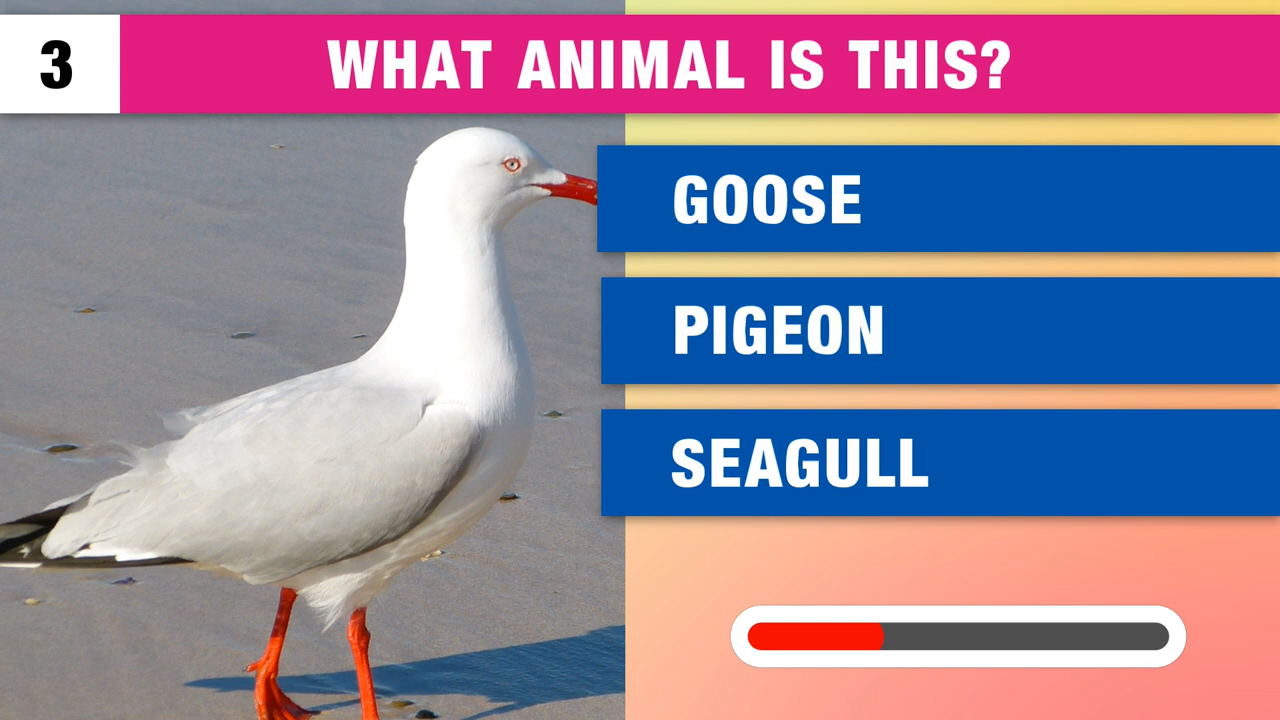 3
WHAT ANIMAL IS THIS?
GOOSE
PIGEON
SEAGULL